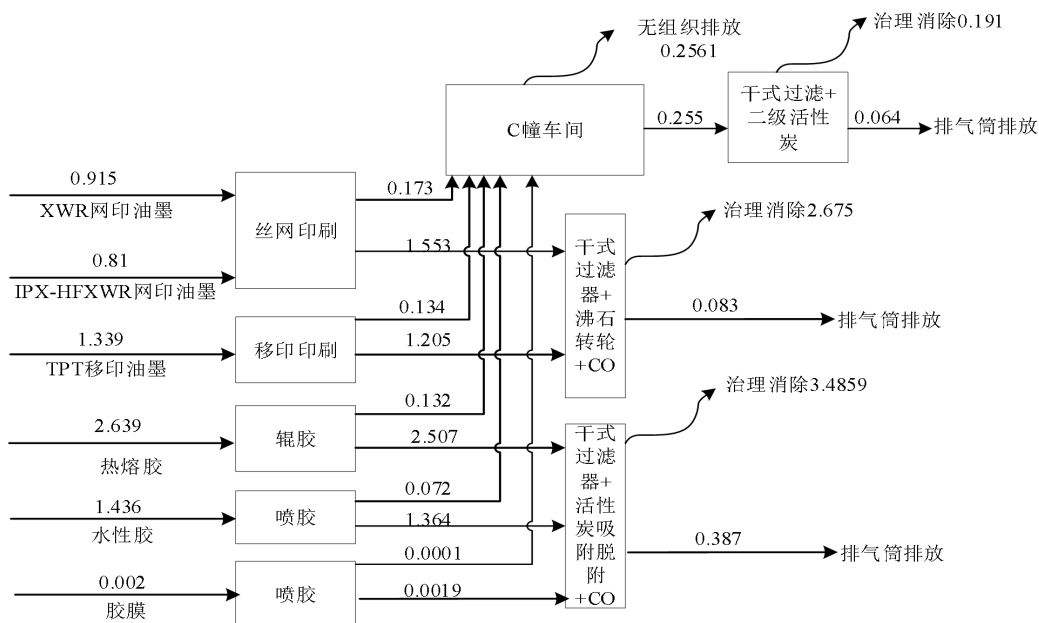 无组织排放
0.2561
治理消除0.191
C幢车间
0.255
干式过滤+
二级活性
炭
0.064
排气筒排放
0.915
XWR网印油墨
0.81
IPX-HFXWR网印油墨
丝网印刷
0.173
1.553
治理消除2.675
干式
过滤
器+
沸石
转轮
+CO
0.083
排气筒排放
1.339
TPT移印油墨
移印印刷
0.134
1.205
治理消除3.4859
2.639
热熔胶
辊胶
0.132
2.507
干式
过滤
器+
活性
炭吸
附脱
附
+CO
0.387
排气筒排放
1.436
水性胶
喷胶
0.072
1.364
0.002
胶膜
喷胶
0.0001
0.0019